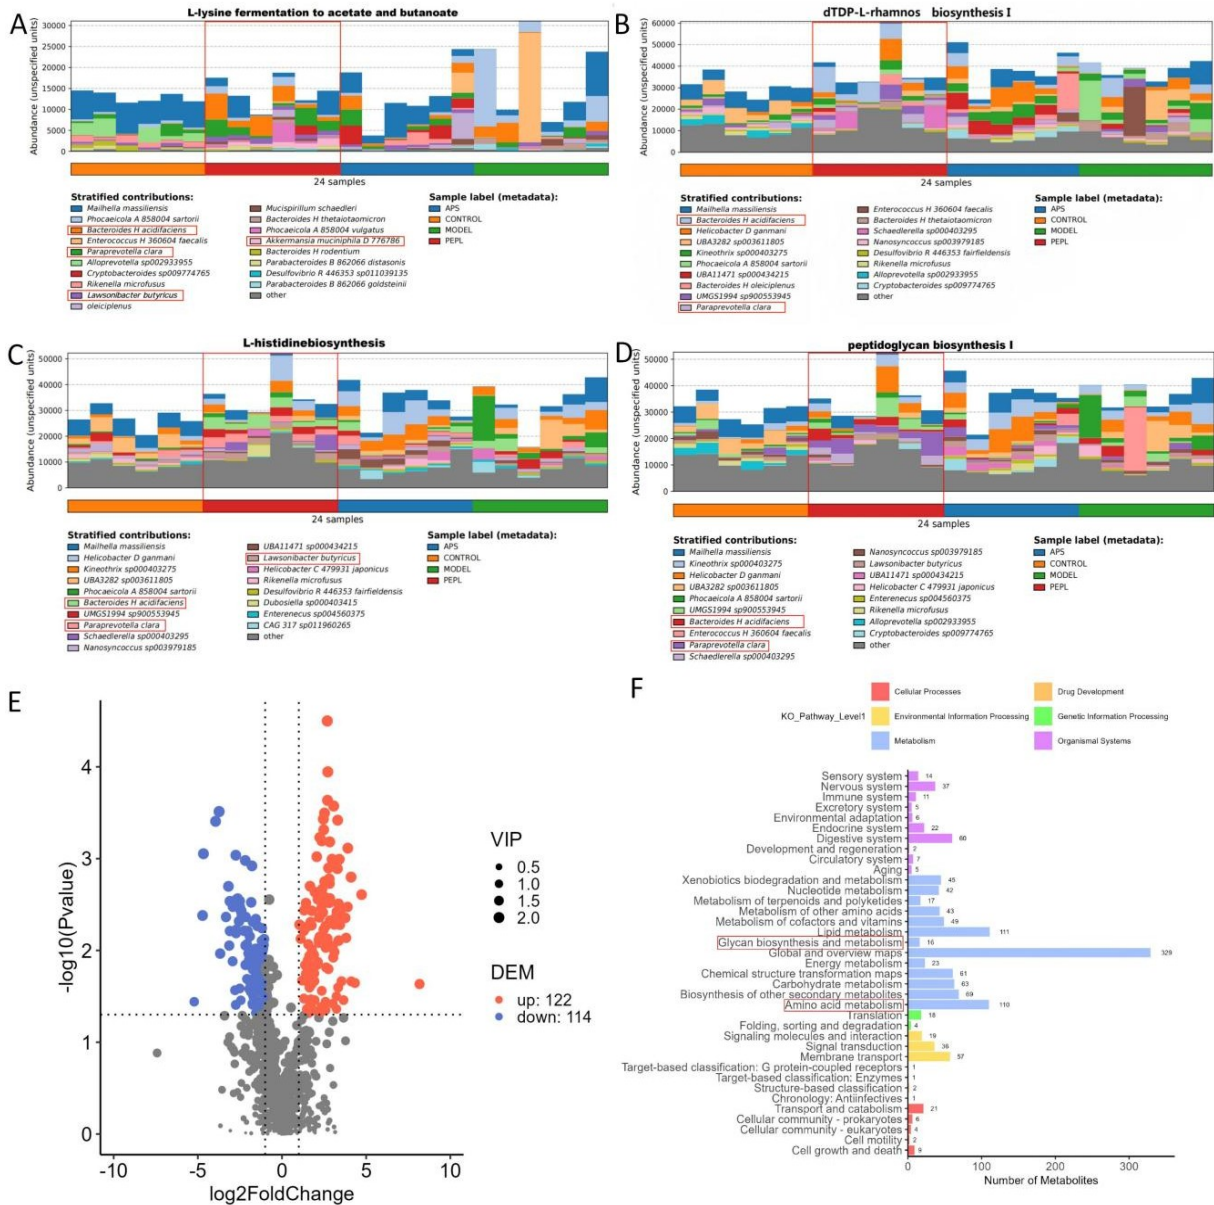 A
L-lysine fermentation to acetate and butanoate
Abundance (unspecified units)
30000
25000
20000
15000
10000
5000
0
24 samples
Stratified contributions:
Mailhella massiliensis
Phocaeicola A 858004 sartorii
Bacteroides H acidifaciens
Enterococcus H 360604 faecalis
Paraprevotella clara
Alloprevotella sp002933955
Cryptobacteroides sp009774765
Rikenella microfusus
Lawsonibacter butyricus
oleiciplenus
Mucispirillum schaedleri
Bacteroides H thetaiotaomicron
Phocaeicola A 858004 vulgatus
Akkermansia muciniphila D 776786
Bacteroides H rodentium
Parabacteroides B 862066 distasonis
Desulfovibrio R 446353 sp011039135
Parabacteroides B 862066 goldsteinii
other
Sample label (metadata):
APS
CONTROL
MODEL
PEPL
B
dTDP-L-rhamnos biosynthesis I
Abundance (unspecified units)
60000
50000
40000
30000
20000
10000
0
24 samples
Stratified contributions:
Mailhella massiliensis
Bacteroides H acidifaciens
Helicobacter D ganmani
UBA3282 sp003611805
Kineothrix sp000403275
Phocaeicola A 858004 sartorii
UBA11471 sp000434215
Bacteroides H oleiciplenus
UMGS1994 sp900553945
Paraprevotella clara
Enterococcus H 360604 faecalis
Bacteroides H thetaiotaomicron
Schaedlerella sp000403295
Nanosyncoccus sp003979185
Desulfovibrio R 446353 fairfieldensis
Rikenella microfusus
Alloprevotella sp002933955
Cryptobacteroides sp009774765
other
Sample label (metadata):
APS
CONTROL
MODEL
PEPL
C
L-histidinebiosynthesis
Abundance (unspecified units)
50000
40000
30000
20000
10000
0
24 samples
Stratified contributions:
Mailhella massiliensis
Helicobacter D ganmani
Kineothrix sp000403275
UBA3282 sp003611805
Phocaeicola A 858004 sartorii
Bacteroides H acidifaciens
UMGS1994 sp900553945
Paraprevotella clara
Schaedlerella sp000403295
Nanosyncoccus sp003979185
UBA11471 sp000434215
Lawsonibacter butyricus
Helicobacter C 479931 japonicus
Rikenella microfusus
Desulfovibrio R 446353 fairfieldensis
Dubosiella sp000403415
Enterenecus sp004560375
CAG 317 sp011960265
other
Sample label (metadata):
APS
CONTROL
MODEL
PEPL
D
peptidoglycan biosynthesis I
Abundance (unspecified units)
50000
40000
30000
20000
10000
0
24 samples
Stratified contributions:
Mailhella massiliensis
Kineothrix sp000403275
Helicobacter D ganmani
UBA3282 sp003611805
Phocaeicola A 858004 sartorii
UMGS1994 sp900553945
Bacteroides H acidifaciens
Enterococcus H 360604 faecalis
Paraprevotella clara
Schaedlerella sp000403295
Nanosyncoccus sp003979185
Lawsonibacter butyricus
UBA11471 sp000434215
Helicobacter C 479931 japonicus
Enterenecus sp004560375
Rikenella microfusus
Alloprevotella sp002933955
Cryptobacteroides sp009774765
other
Sample label (metadata):
APS
CONTROL
MODEL
PEPL
E
-log10(Pvalue)
4
3
2
1
0
-10
-5
0
5
10
log2FoldChange
VIP
0.5
1.0
1.5
2.0
DEM
up: 122
down: 114
F
KO_Pathway_Level1
Cellular Processes
Environmental Information Processing
Metabolism
Drug Development
Genetic Information Processing
Organismal Systems
Sensory system 14
Nervous system 37
Immune system 11
Excretory system 5
Environmental adaptation 6
Endocrine system 22
Digestive system 60
Development and regeneration 2
Circulatory system 7
Aging 5
Xenobiotics biodegradation and metabolism 45
Nucleotide metabolism 42
Metabolism of terpenoids and polyketides 17
Metabolism of other amino acids 43
Metabolism of cofactors and vitamins 49
Lipid metabolism 111
Glycan biosynthesis and metabolism 16
Global and overview maps 329
Energy metabolism 23
Chemical structure transformation maps 61
Carbohydrate metabolism 63
Biosynthesis of other secondary metabolites 69
Amino acid metabolism 110
Translation 18
Folding, sorting and degradation 4
Signaling molecules and interaction 19
Signal transduction 36
Membrane transport 57
Target-based classification: G protein-coupled receptors 1
Target-based classification: Enzymes 1
Structure-based classification 2
Chronology: Antiinfectives 1
Transport and catabolism 21
Cellular community - prokaryotes 6
Cellular community - eukaryotes 4
Cell motility 2
Cell growth and death 9
0
100
200
300
Number of Metabolites